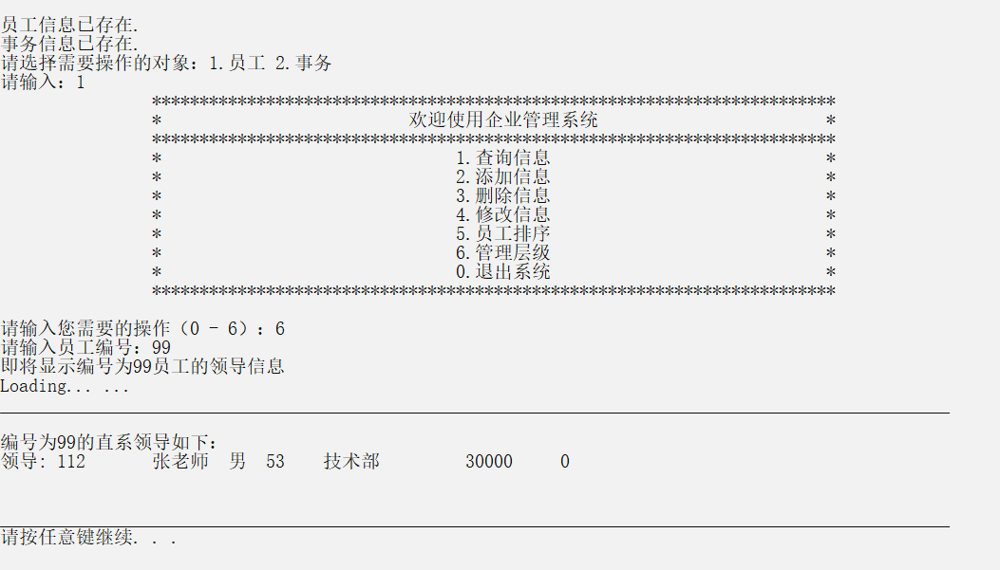 员工信息已存在.
事务信息已存在.
请选择需要操作的对象：1.员工 2.事务
请输入：1
************************************************************************
* 欢迎使用企业管理系统 *
************************************************************************
* 1.查询信息 *
* 2.添加信息 *
* 3.删除信息 *
* 4.修改信息 *
* 5.员工排序 *
* 6.管理层级 *
* 0.退出系统 *
************************************************************************
请输入您需要的操作（0 - 6）：6
请输入员工编号：99
即将显示编号为99员工的领导信息
Loading... ...
编号为99的直系领导如下：
领导: 112 张老师 男 53 技术部 30000 0
请按任意键继续. . .